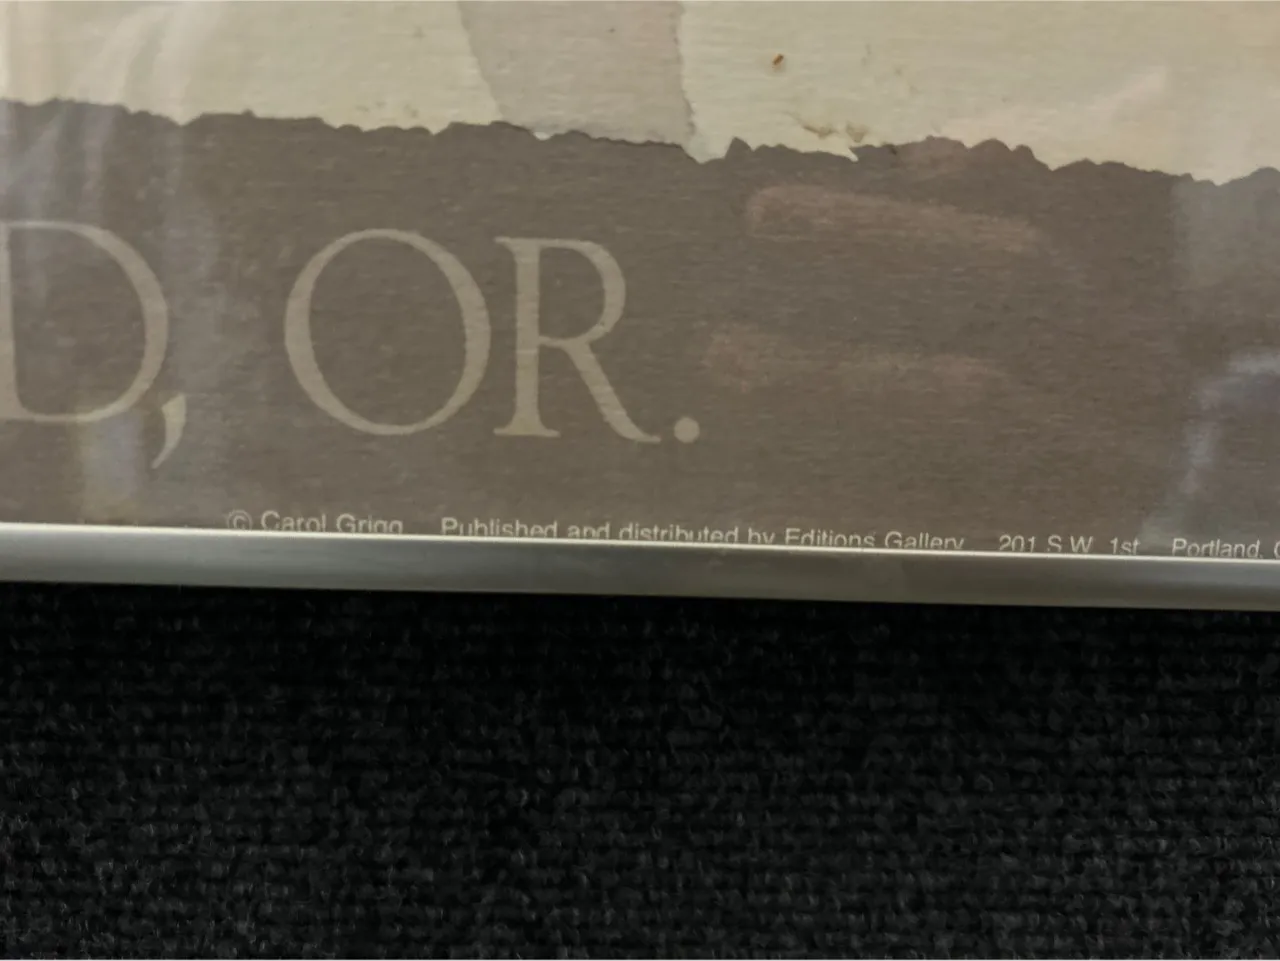 D, OR.
© Carol Grigg Published and distributed by Editions Gallery 201 S.W. 1st Portland,